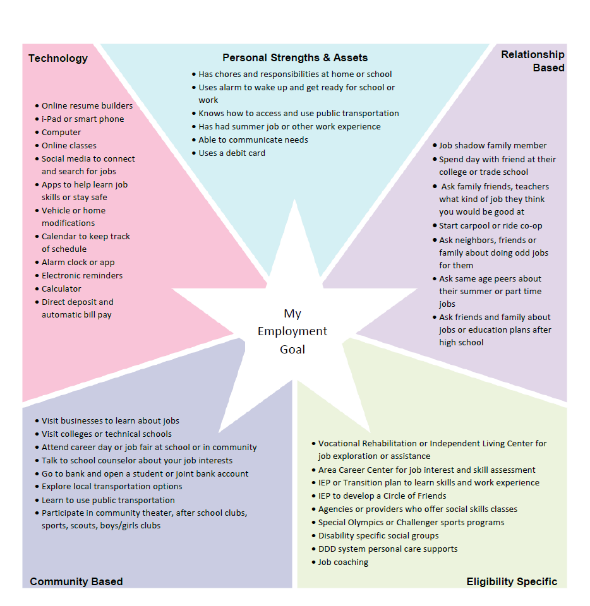 Technology
• Online resume builders
• i-Pad or smart phone
• Computer
• Online classes
• Social media to connect
and search for jobs
• Apps to help learn job
skills or stay safe
• Vehicle or home
modifications
• Calendar to keep track
of schedule
• Alarm clock or app
• Electronic reminders
• Calculator
• Direct deposit and
automatic bill pay
Personal Strengths & Assets
• Has chores and responsibilities at home or school
• Uses alarm to wake up and get ready for school or
work
• Knows how to access and use public transportation
• Has had summer job or other work experience
• Able to communicate needs
• Uses a debit card
Relationship
Based
• Job shadow family member
• Spend day with friend at their
college or trade school
• Ask family friends, teachers
what kind of job they think
you would be good at
• Start carpool or ride co-op
• Ask neighbors, friends or
family about doing odd jobs
for them
• Ask same age peers about
their summer or part time
jobs
• Ask friends and family about
jobs or education plans after
high school
My
Employment
Goal
• Visit businesses to learn about jobs
• Visit colleges or technical schools
• Attend career day or job fair at school or in community
• Talk to school counselor about your job interests
• Go to bank and open a student or joint bank account
• Explore local transportation options
• Learn to use public transportation
• Participate in community theater, after school clubs,
sports, scouts, boys/girls clubs
Community Based
• Vocational Rehabilitation or Independent Living Center for
job exploration or assistance
• Area Career Center for job interest and skill assessment
• IEP or Transition plan to learn skills and work experience
• IEP to develop a Circle of Friends
• Agencies or providers who offer social skills classes
• Special Olympics or Challenger sports programs
• Disability specific social groups
• DDD system personal care supports
• Job coaching
Eligibility Specific